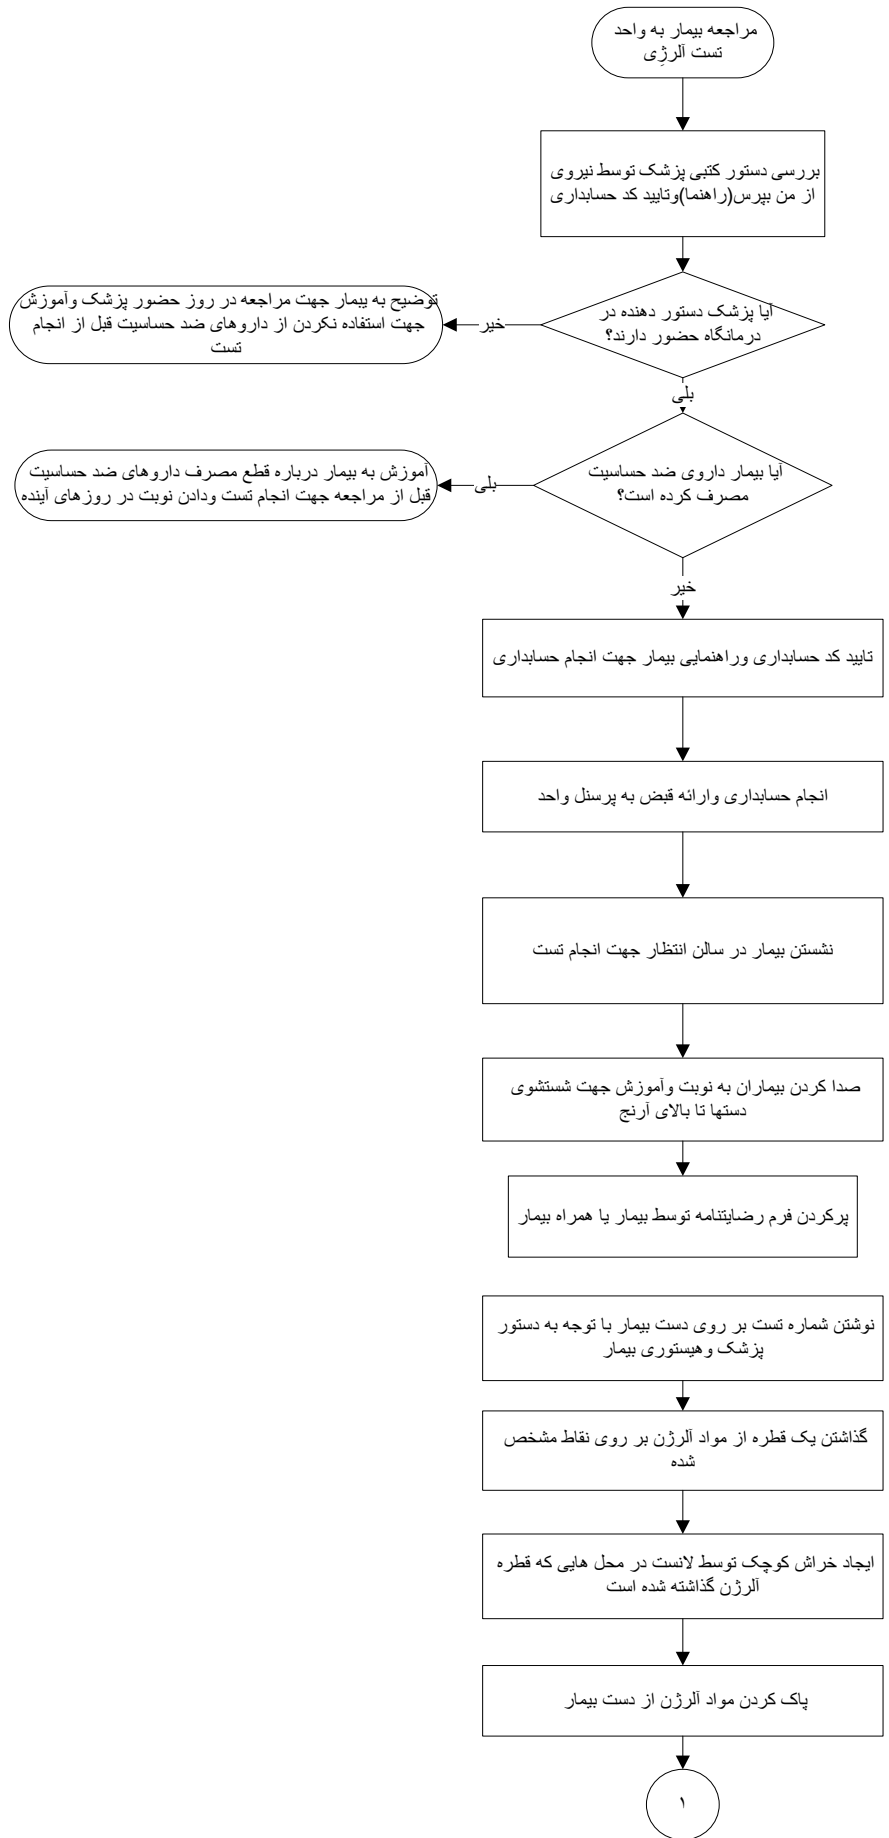 مراجعه بیمار به واحد
تست آلرژِی
بررسی دستور کتبی پزشک توسط نیروی
از من بپرس(راهنما)وتایید کد حسابداری
آیا پزشک دستور دهنده در
درمانگاه حضور دارند؟
خیر
توضیح به بیمار جهت مراجعه در روز حضور پزشک وآموزش
جهت استفاده نکردن از داروهای ضد حساسیت قبل از انجام
تست
بلی
آیا بیمار داروی ضد حساسیت
مصرف کرده است؟
بلی
آموزش به بیمار درباره قطع مصرف داروهای ضد حساسیت
قبل از مراجعه جهت انجام تست ودادن نوبت در روزهای آینده
خیر
تایید کد حسابداری وراهنمایی بیمار جهت انجام حسابداری
انجام حسابداری وارائه قبض به پرسنل واحد
نشستن بیمار در سالن انتظار جهت انجام تست
صدا کردن بیماران به نوبت وآموزش جهت شستشوی
دستها تا بالای آرنج
پرکردن فرم رضایتنامه توسط بیمار یا همراه بیمار
نوشتن شماره تست بر روی دست بیمار با توجه به دستور
پزشک وهیستوری بیمار
گذاشتن یک قطره از مواد آلرژن بر روی نقاط مشخص
شده
ایجاد خراش کوچک توسط لانست در محل هایی که قطره
آلرژن گذاشته شده است
پاک کردن مواد آلرژن از دست بیمار
۱